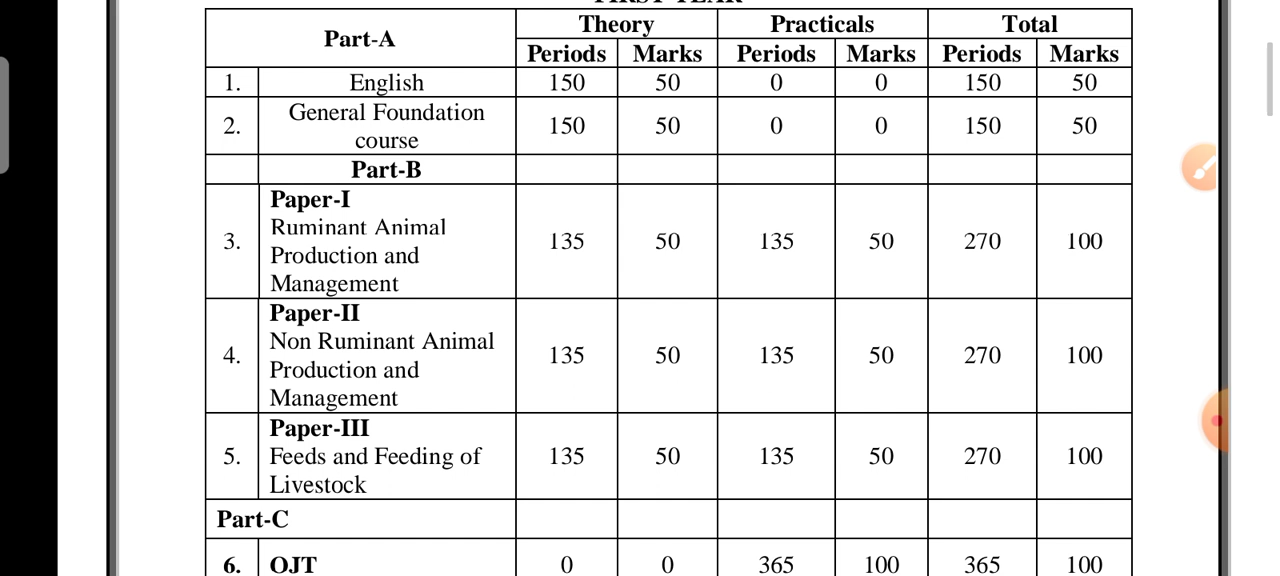 FIRST YEAR
Part-A Theory Practicals Total
Periods Marks Periods Marks Periods Marks
1. English 150 50 0 0 150 50
2. General Foundation course 150 50 0 0 150 50
Part-B
Paper-I
3. Ruminant Animal Production and Management 135 50 135 50 270 100
Paper-II
4. Non Ruminant Animal Production and Management 135 50 135 50 270 100
Paper-III
5. Feeds and Feeding of Livestock 135 50 135 50 270 100
Part-C
6. OJT 0 0 365 100 365 100